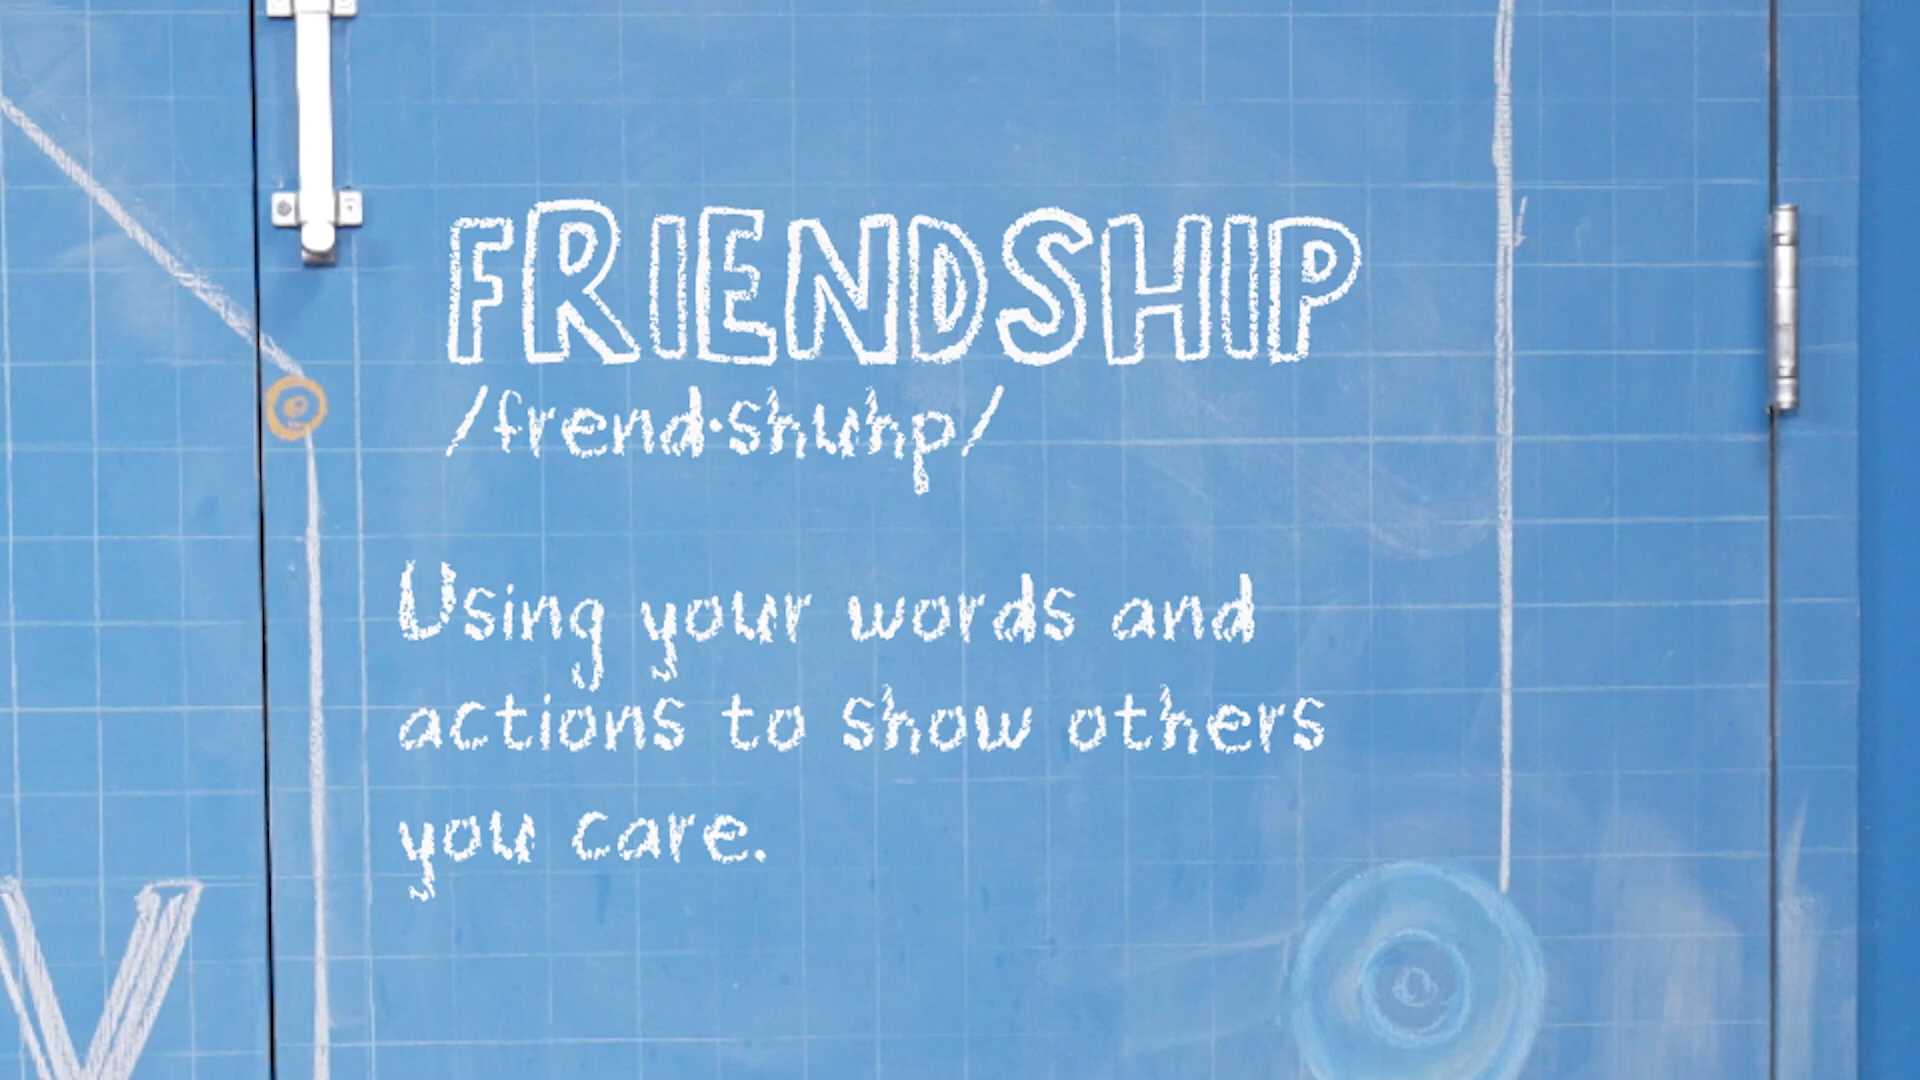 FRIENDSHIP
/frend·shuhp/
Using your words and
actions to show others
you care.
V